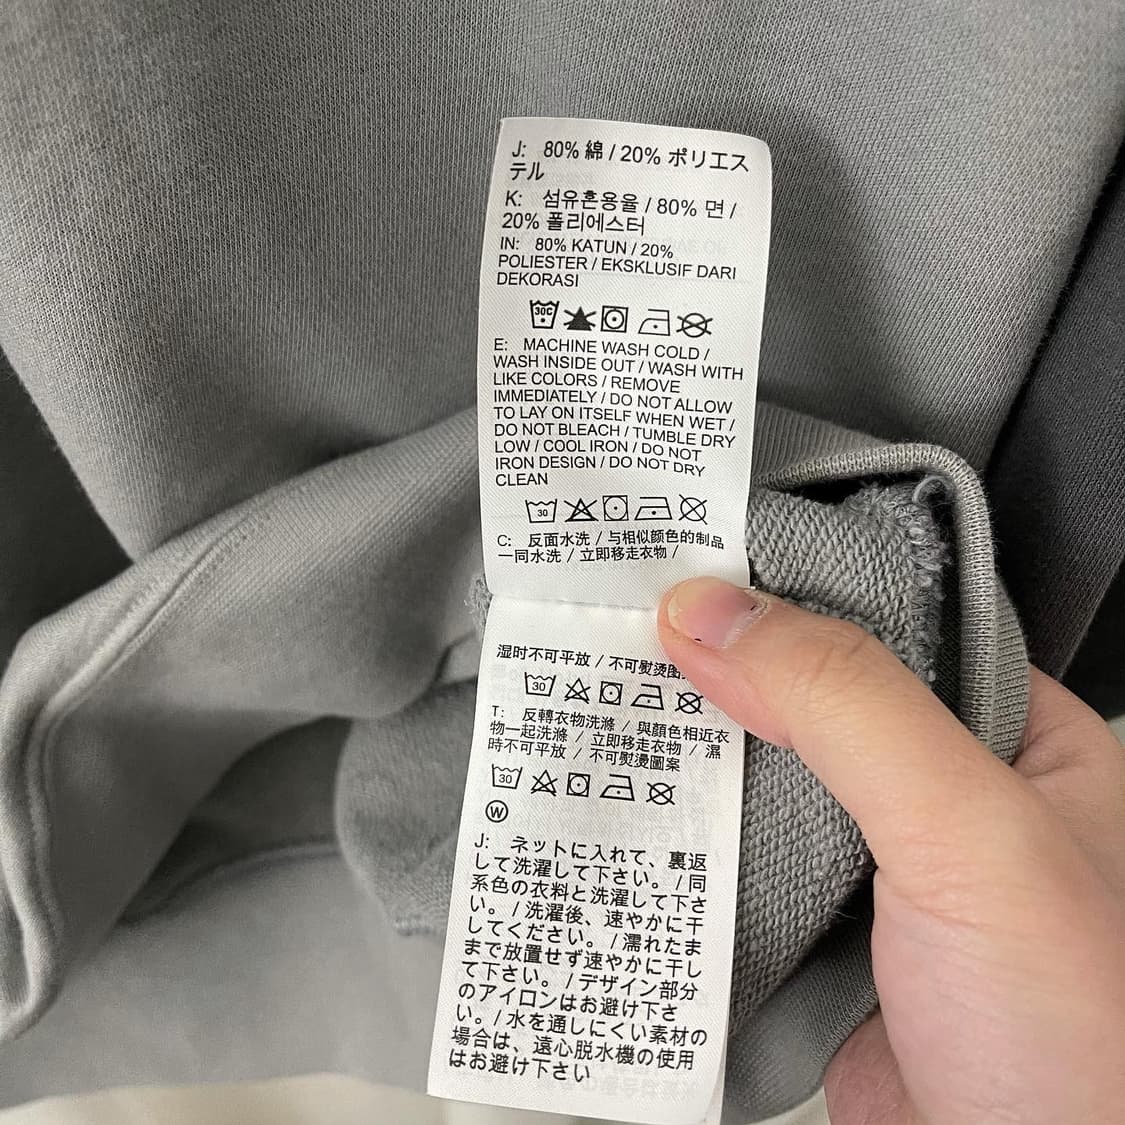 J: 80% 綿 / 20% ポリエス
テル
K: 섬유혼용율 / 80% 면 /
20% 폴리에스터
IN: 80% KATUN / 20%
POLIESTER / EKSKLUSIF DARI
DEKORASI
30C
E: MACHINE WASH COLD /
WASH INSIDE OUT / WASH WITH
LIKE COLORS / REMOVE
IMMEDIATELY / DO NOT ALLOW
TO LAY ON ITSELF WHEN WET /
DO NOT BLEACH / TUMBLE DRY
LOW / COOL IRON / DO NOT
IRON DESIGN / DO NOT DRY
CLEAN
30
C: 反面水洗 / 与相似颜色的制品
一同水洗 / 立即移走衣物 /
湿时不可平放 / 不可熨烫图
30
T: 反轉衣物洗滌 / 與顏色相近衣
物一起洗滌 / 立即移走衣物 / 濕
時不可平放 / 不可熨燙圖案
30
W
J: ネットに入れて、裏返
して洗濯して下さい。 / 同
系色の衣料と洗濯して下さ
い。 / 洗濯後、速やかに干
してください。 / 濡れたま
まで放置せず速やかに干し
て下さい。 / デザイン部分
のアイロンはお避け下さ
い。 / 水を通しにくい素材の
場合は、遠心脱水機の使用
はお避け下さい